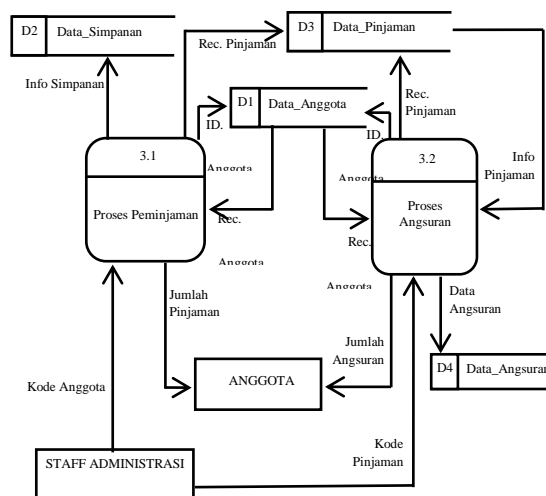 D2 Data_Simpanan
D3 Data_Pinjaman
Rec. Pinjaman
Info Simpanan
D1 Data_Anggota
Rec.
Pinjaman
ID.
Anggota
ID.
Anggota
3.1
Proses Peminjaman
3.2
Proses
Angsuran
Info
Pinjaman
Rec.
Anggota
Rec.
Anggota
Jumlah
Pinjaman
Data
Angsuran
Jumlah
Angsuran
Kode Anggota
ANGGOTA
D4 Data_Angsuran
Kode
Pinjaman
STAFF ADMINISTRASI